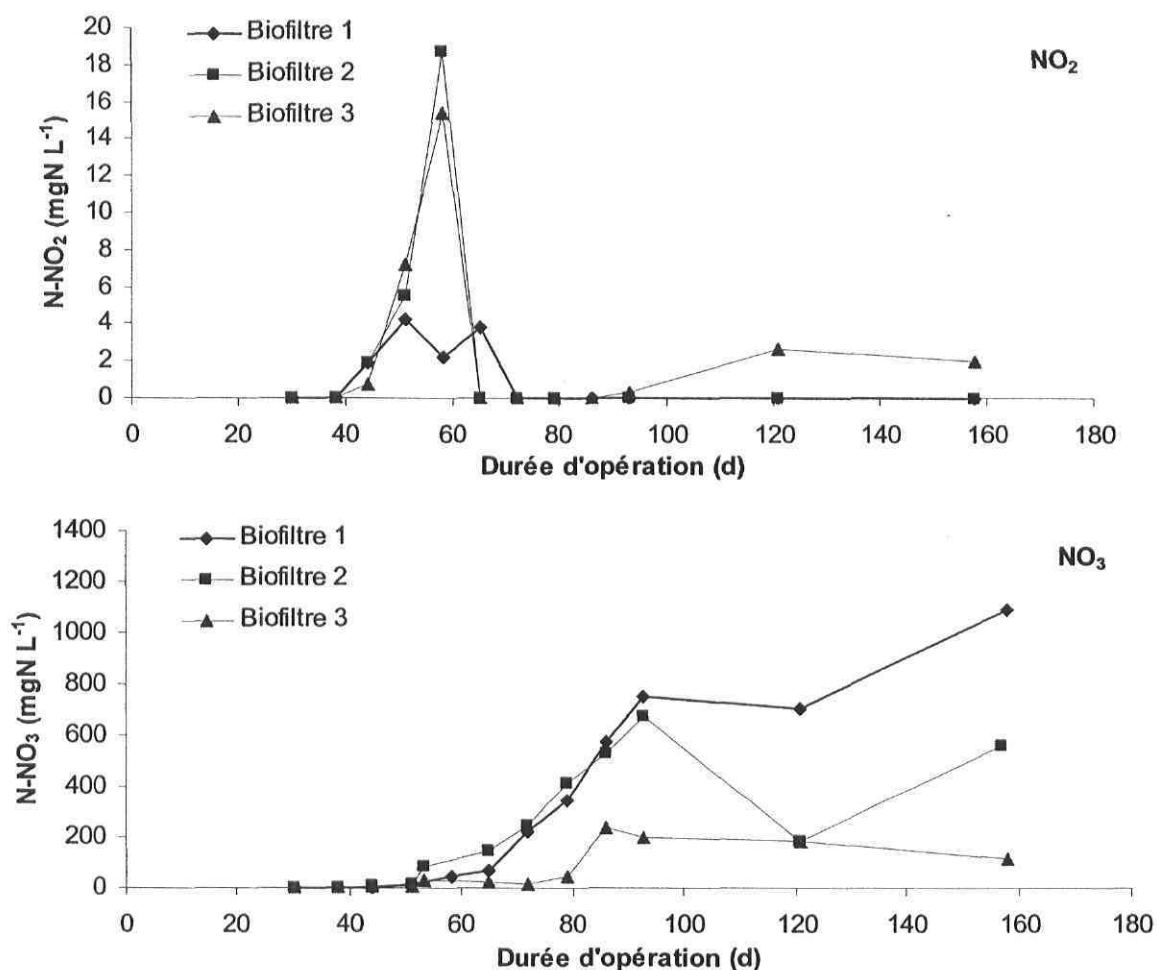 NO₂
Biofiltre 1
Biofiltre 2
Biofiltre 3
N-NO₂ (mgN L⁻¹)
20
18
16
14
12
10
8
6
4
2
0
0 20 40 60 80 100 120 140 160 180
Durée d'opération (d)
NO₃
Biofiltre 1
Biofiltre 2
Biofiltre 3
N-NO₃ (mgN L⁻¹)
1400
1200
1000
800
600
400
200
0
0 20 40 60 80 100 120 140 160 180
Durée d'opération (d)